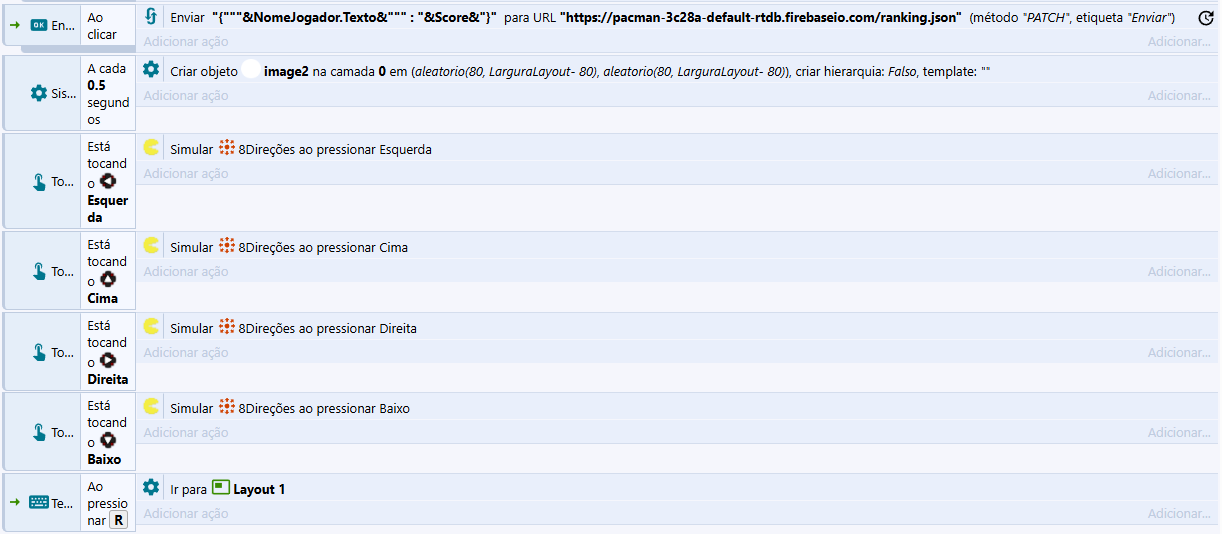 En... Ao clicar Enviar "{"""&NomeJogador.Texto&""" : "&Score&"}" para URL "https://pacman-3c28a-default-rtdb.firebaseio.com/ranking.json" (método "PATCH", etiqueta "Enviar")
Adicionar ação Adicionar...
Sis... A cada 0.5 segundos Criar objeto image2 na camada 0 em (aleatorio(80, LarguraLayout- 80), aleatorio(80, LarguraLayout- 80)), criar hierarquia: Falso, template: ""
Adicionar ação Adicionar...
To... Está tocando Esquerda Simular 8Direções ao pressionar Esquerda
Adicionar ação Adicionar...
To... Está tocando Cima Simular 8Direções ao pressionar Cima
Adicionar ação Adicionar...
To... Está tocando Direita Simular 8Direções ao pressionar Direita
Adicionar ação Adicionar...
To... Está tocando Baixo Simular 8Direções ao pressionar Baixo
Adicionar ação Adicionar...
Te... Ao pressionar R Ir para Layout 1
Adicionar ação Adicionar...